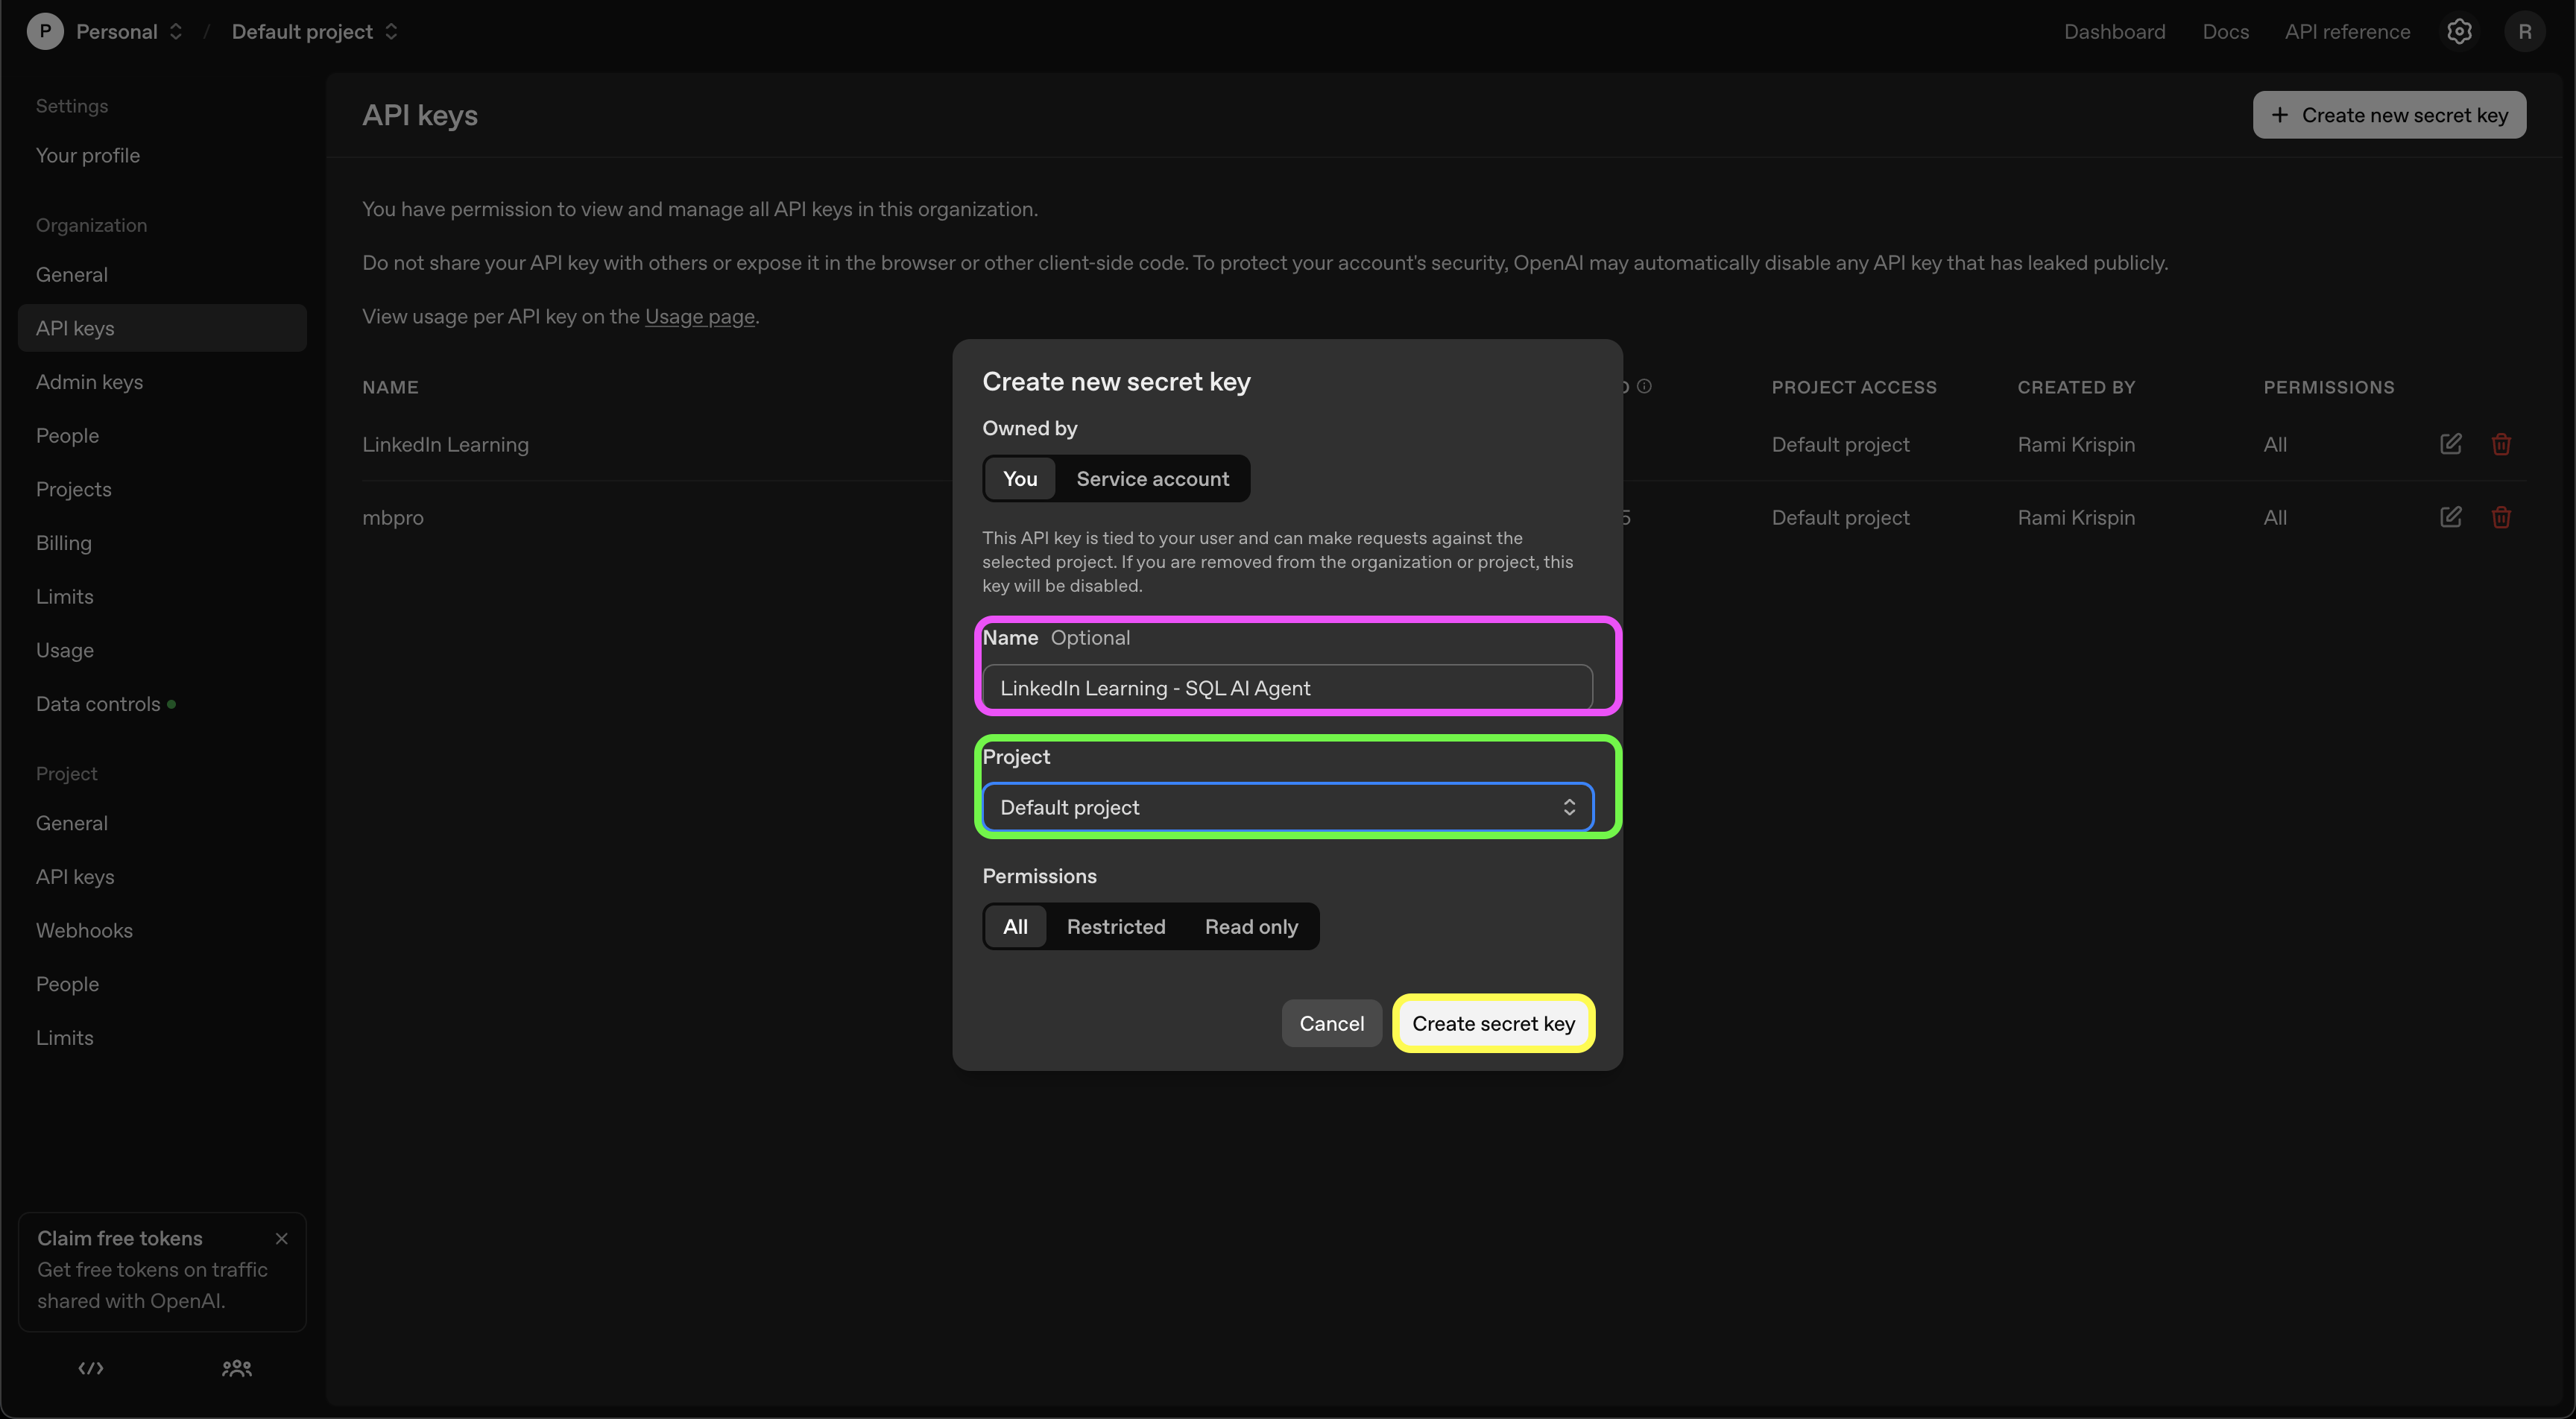 P Personal / Default project
Dashboard Docs API reference R
Settings
Your profile
Organization
General
API keys
Admin keys
People
Projects
Billing
Limits
Usage
Data controls
Project
General
API keys
Webhooks
People
Limits
Claim free tokens
Get free tokens on traffic
shared with OpenAI.
API keys
+ Create new secret key
You have permission to view and manage all API keys in this organization.
Do not share your API key with others or expose it in the browser or other client-side code. To protect your account's security, OpenAI may automatically disable any API key that has leaked publicly.
View usage per API key on the Usage page.
NAME PROJECT ACCESS CREATED BY PERMISSIONS
LinkedIn Learning Default project Rami Krispin All
mbpro 5 Default project Rami Krispin All
Create new secret key
Owned by
You Service account
This API key is tied to your user and can make requests against the
selected project. If you are removed from the organization or project, this
key will be disabled.
Name Optional
LinkedIn Learning - SQL AI Agent
Project
Default project
Permissions
All Restricted Read only
Cancel Create secret key